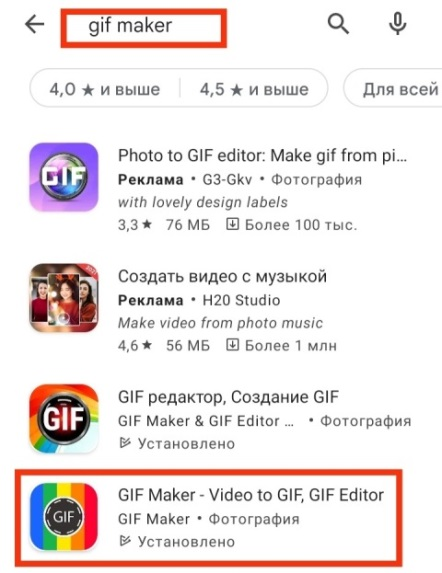 gif maker
4,0 ★ и выше
4,5 ★ и выше
Для всей
GIF
Photo to GIF editor: Make gif from pi...
Реклама • G3-Gkv • Фотография
with lovely design labels
3,3 ★ 76 МБ Более 100 тыс.
Создать видео с музыкой
Реклама • H20 Studio
Make video from photo music
4,6 ★ 56 МБ Более 1 млн
GIF
GIF редактор, Создание GIF
GIF Maker & GIF Editor ... • Фотография
Установлено
GIF
GIF Maker - Video to GIF, GIF Editor
GIF Maker • Фотография
Установлено